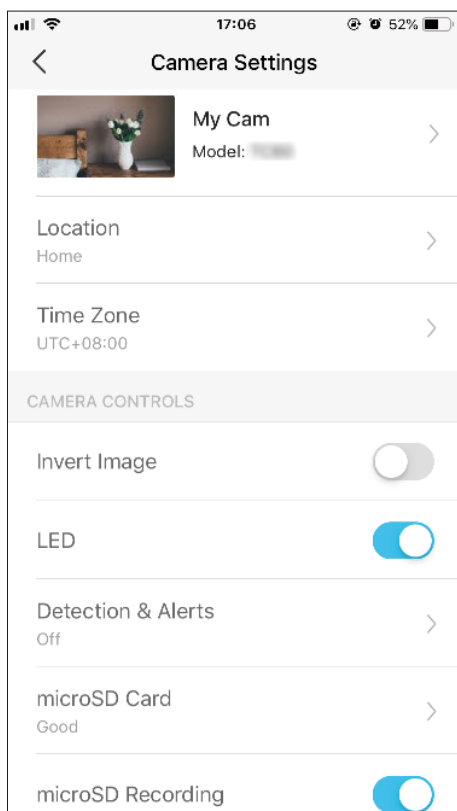 17:06
52%
Camera Settings
My Cam
Model:
Location
Home
Time Zone
UTC+08:00
CAMERA CONTROLS
Invert Image
LED
Detection & Alerts
Off
microSD Card
Good
microSD Recording